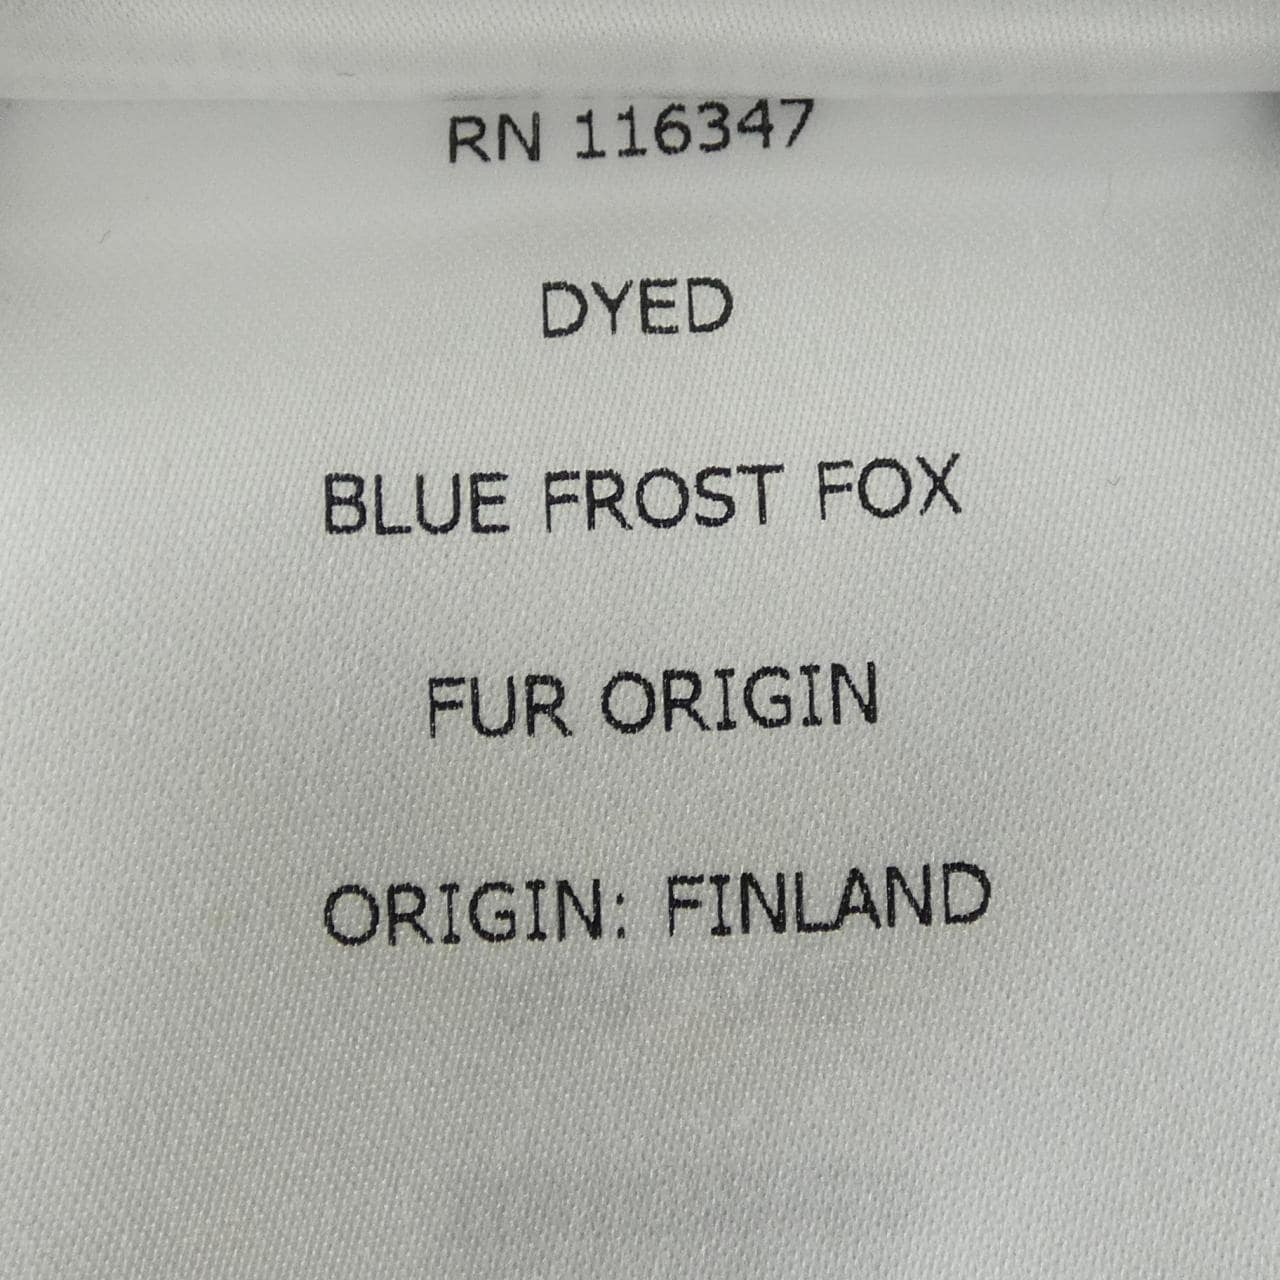 RN 116347
DYED
BLUE FROST FOX
FUR ORIGIN
ORIGIN: FINLAND